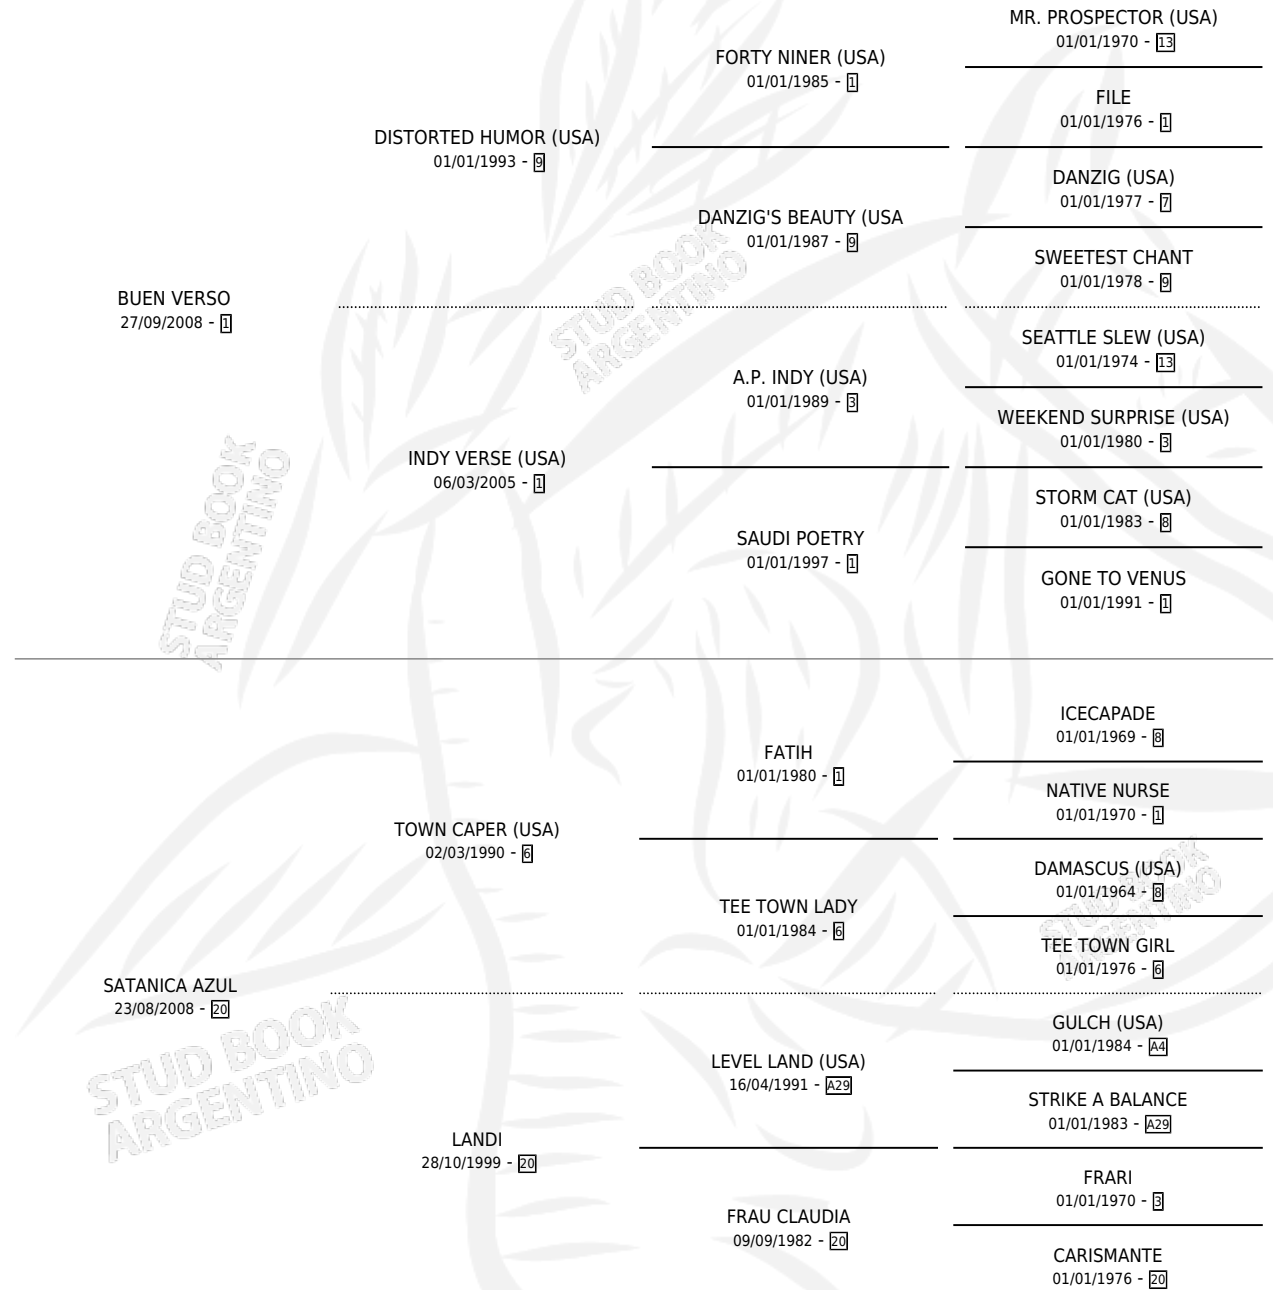 MR. PROSPECTOR (USA)
01/01/1970 - 13
FORTY NINER (USA)
01/01/1985 - 1
FILE
01/01/1976 - 1
DISTORTED HUMOR (USA)
01/01/1993 - 9
DANZIG (USA)
01/01/1977 - 7
DANZIG'S BEAUTY (USA
01/01/1987 - 9
SWEETEST CHANT
01/01/1978 - 9
BUEN VERSO
27/09/2008 - 1
STUD BOOK
ARGENTINO
SEATTLE SLEW (USA)
01/01/1974 - 13
A.P. INDY (USA)
01/01/1989 - 3
WEEKEND SURPRISE (USA)
01/01/1980 - 3
INDY VERSE (USA)
06/03/2005 - 1
STORM CAT (USA)
01/01/1983 - 8
SAUDI POETRY
01/01/1997 - 1
GONE TO VENUS
01/01/1991 - 1
STUD BOOK
ARGENTINO
ICECAPADE
01/01/1969 - 8
FATIH
01/01/1980 - 1
NATIVE NURSE
01/01/1970 - 1
TOWN CAPER (USA)
02/03/1990 - 6
DAMASCUS (USA)
01/01/1964 - 8
STUD BOOK
ARGENTINO
TEE TOWN LADY
01/01/1984 - 6
TEE TOWN GIRL
01/01/1976 - 6
SATANICA AZUL
23/08/2008 - 20
STUD BOOK
ARGENTINO
GULCH (USA)
01/01/1984 - A4
LEVEL LAND (USA)
16/04/1991 - A29
STRIKE A BALANCE
01/01/1983 - A29
LANDI
28/10/1999 - 20
FRARI
01/01/1970 - 3
FRAU CLAUDIA
09/09/1982 - 20
CARISMANTE
01/01/1976 - 20